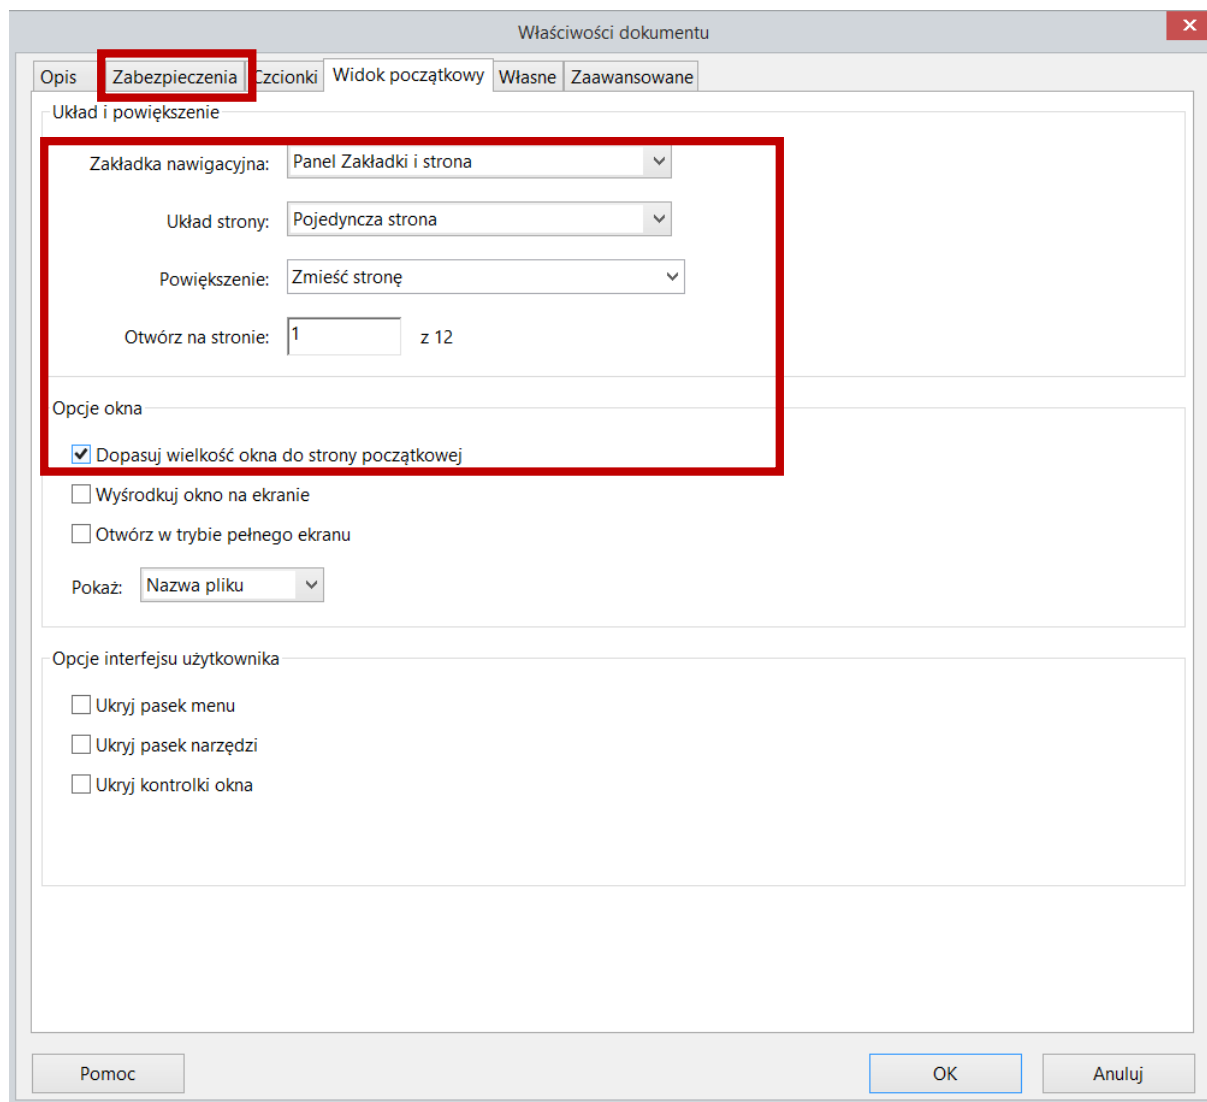 Właściwości dokumentu
Opis Zabezpieczenia Czcionki Widok początkowy Własne Zaawansowane
Układ i powiększenie
Zakładka nawigacyjna: Panel Zakładki i strona
Układ strony: Pojedyncza strona
Powiększenie: Zmieść stronę
Otwórz na stronie: 1 z 12
Opcje okna
Dopasuj wielkość okna do strony początkowej
Wyśrodkuj okno na ekranie
Otwórz w trybie pełnego ekranu
Pokaż: Nazwa pliku
Opcje interfejsu użytkownika
Ukryj pasek menu
Ukryj pasek narzędzi
Ukryj kontrolki okna
Pomoc OK Anuluj